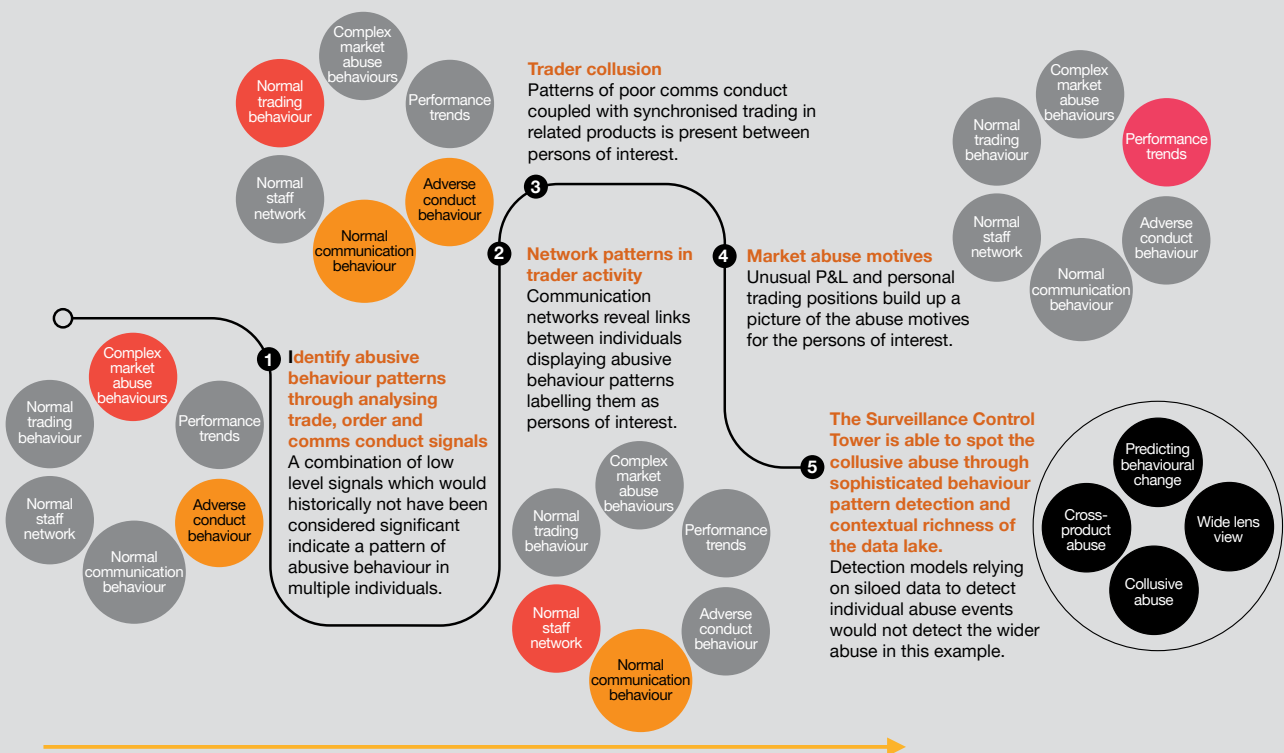 Complex
market
abuse
behaviours
Normal
trading
behaviour
Performance
trends
Normal
staff
network
Adverse
conduct
behaviour
Normal
communication
behaviour
1
Identify abusive
behaviour patterns
through analysing
trade, order and
comms conduct signals
A combination of low
level signals which would
historically not have been
considered significant
indicate a pattern of
abusive behaviour in
multiple individuals.
Complex
market
abuse
behaviours
Normal
trading
behaviour
Performance
trends
Normal
staff
network
Adverse
conduct
behaviour
Normal
communication
behaviour
2
Network patterns in
trader activity
Communication
networks reveal links
between individuals
displaying abusive
behaviour patterns
labelling them as
persons of interest.
Complex
market
abuse
behaviours
Normal
trading
behaviour
Performance
trends
Normal
staff
network
Adverse
conduct
behaviour
Normal
communication
behaviour
3
Trader collusion
Patterns of poor comms conduct
coupled with synchronised trading in
related products is present between
persons of interest.
4
Market abuse motives
Unusual P&L and personal
trading positions build up a
picture of the abuse motives
for the persons of interest.
Complex
market
abuse
behaviours
Normal
trading
behaviour
Performance
trends
Normal
staff
network
Adverse
conduct
behaviour
Normal
communication
behaviour
5
The Surveillance Control
Tower is able to spot the
collusive abuse through
sophisticated behaviour
pattern detection and
contextual richness of
the data lake.
Detection models relying
on siloed data to detect
individual abuse events
would not detect the wider
abuse in this example.
Predicting
behavioural
change
Cross-
product
abuse
Wide lens
view
Collusive
abuse